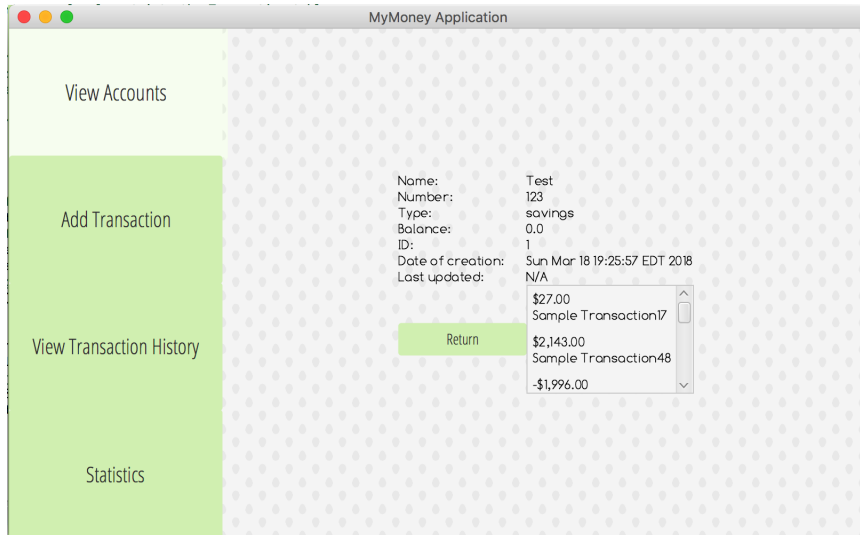 MyMoney Application
View Accounts
Add Transaction
View Transaction History
Statistics
Name: Test
Number: 123
Type: savings
Balance: 0.0
ID: 1
Date of creation: Sun Mar 18 19:25:57 EDT 2018
Last updated: N/A
$27.00
Sample Transaction17
$2,143.00
Sample Transaction48
-$1,996.00
Return